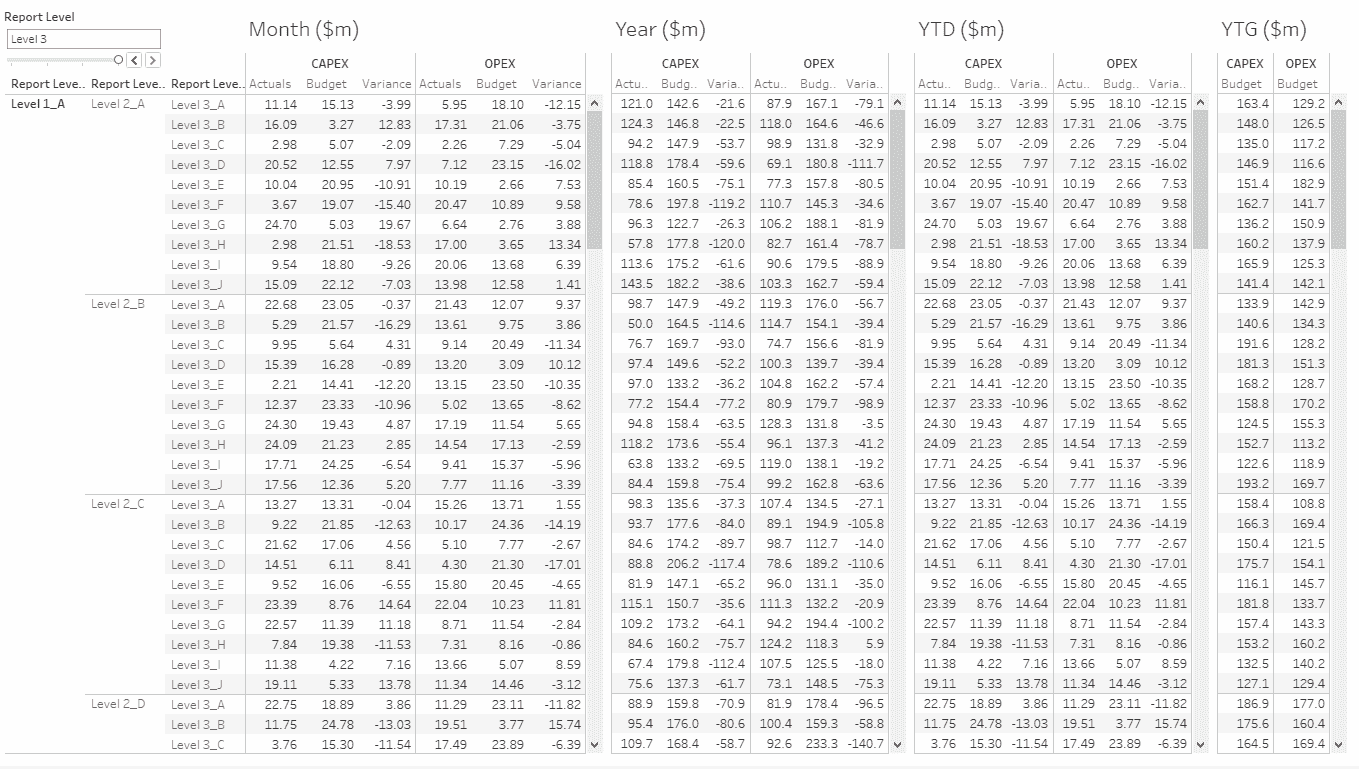 Report Level
Month ($m) Year ($m) YTD ($m) YTG ($m)
Level 3
CAPEX OPEX CAPEX OPEX CAPEX OPEX CAPEX OPEX
Report Leve.. Report Leve.. Report Leve.. Actuals Budget Variance Actuals Budget Variance Actu.. Budg.. Varia.. Actu.. Budg.. Varia.. Actu.. Budg.. Varia.. Actu.. Budg.. Varia.. Budget Budget
Level 1_A Level 2_A Level 3_A 11.14 15.13 -3.99 5.95 18.10 -12.15 121.0 142.6 -21.6 87.9 167.1 -79.1 11.14 15.13 -3.99 5.95 18.10 -12.15 163.4 129.2
Level 3_B 16.09 3.27 12.83 17.31 21.06 -3.75 124.3 146.8 -22.5 118.0 164.6 -46.6 16.09 3.27 12.83 17.31 21.06 -3.75 148.0 126.5
Level 3_C 2.98 5.07 -2.09 2.26 7.29 -5.04 94.2 147.9 -53.7 98.9 131.8 -32.9 2.98 5.07 -2.09 2.26 7.29 -5.04 135.0 117.2
Level 3_D 20.52 12.55 7.97 7.12 23.15 -16.02 118.8 178.4 -59.6 69.1 180.8 -111.7 20.52 12.55 7.97 7.12 23.15 -16.02 146.9 116.6
Level 3_E 10.04 20.95 -10.91 10.19 2.66 7.53 85.4 160.5 -75.1 77.3 157.8 -80.5 10.04 20.95 -10.91 10.19 2.66 7.53 151.4 182.9
Level 3_F 3.67 19.07 -15.40 20.47 10.89 9.58 78.6 197.8 -119.2 110.7 145.3 -34.6 3.67 19.07 -15.40 20.47 10.89 9.58 162.7 141.7
Level 3_G 24.70 5.03 19.67 6.64 2.76 3.88 96.3 122.7 -26.3 106.2 188.1 -81.9 24.70 5.03 19.67 6.64 2.76 3.88 136.2 150.9
Level 3_H 2.98 21.51 -18.53 17.00 3.65 13.34 57.8 177.8 -120.0 82.7 161.4 -78.7 2.98 21.51 -18.53 17.00 3.65 13.34 160.2 137.9
Level 3_I 9.54 18.80 -9.26 20.06 13.68 6.39 113.6 175.2 -61.6 90.6 179.5 -88.9 9.54 18.80 -9.26 20.06 13.68 6.39 165.9 125.3
Level 3_J 15.09 22.12 -7.03 13.98 12.58 1.41 143.5 182.2 -38.6 103.3 162.7 -59.4 15.09 22.12 -7.03 13.98 12.58 1.41 141.4 142.1
Level 2_B Level 3_A 22.68 23.05 -0.37 21.43 12.07 9.37 98.7 147.9 -49.2 119.3 176.0 -56.7 22.68 23.05 -0.37 21.43 12.07 9.37 133.9 142.9
Level 3_B 5.29 21.57 -16.29 13.61 9.75 3.86 50.0 164.5 -114.6 114.7 154.1 -39.4 5.29 21.57 -16.29 13.61 9.75 3.86 140.6 134.3
Level 3_C 9.95 5.64 4.31 9.14 20.49 -11.34 76.7 169.7 -93.0 74.7 156.6 -81.9 9.95 5.64 4.31 9.14 20.49 -11.34 191.6 128.2
Level 3_D 15.39 16.28 -0.89 13.20 3.09 10.12 97.4 149.6 -52.2 100.3 139.7 -39.4 15.39 16.28 -0.89 13.20 3.09 10.12 181.3 151.3
Level 3_E 2.21 14.41 -12.20 13.15 23.50 -10.35 97.0 133.2 -36.2 104.8 162.2 -57.4 2.21 14.41 -12.20 13.15 23.50 -10.35 168.2 128.7
Level 3_F 12.37 23.33 -10.96 5.02 13.65 -8.62 77.2 154.4 -77.2 80.9 179.7 -98.9 12.37 23.33 -10.96 5.02 13.65 -8.62 158.8 170.2
Level 3_G 24.30 19.43 4.87 17.19 11.54 5.65 94.8 158.4 -63.5 128.3 131.8 -3.5 24.30 19.43 4.87 17.19 11.54 5.65 124.5 155.3
Level 3_H 24.09 21.23 2.85 14.54 17.13 -2.59 118.2 173.6 -55.4 96.1 137.3 -41.2 24.09 21.23 2.85 14.54 17.13 -2.59 152.7 113.2
Level 3_I 17.71 24.25 -6.54 9.41 15.37 -5.96 63.8 133.2 -69.5 119.0 138.1 -19.2 17.71 24.25 -6.54 9.41 15.37 -5.96 122.6 118.9
Level 3_J 17.56 12.36 5.20 7.77 11.16 -3.39 84.4 159.8 -75.4 99.2 162.8 -63.6 17.56 12.36 5.20 7.77 11.16 -3.39 193.2 169.7
Level 2_C Level 3_A 13.27 13.31 -0.04 15.26 13.71 1.55 98.3 135.6 -37.3 107.4 134.5 -27.1 13.27 13.31 -0.04 15.26 13.71 1.55 158.4 108.8
Level 3_B 9.22 21.85 -12.63 10.17 24.36 -14.19 93.7 177.6 -84.0 89.1 194.9 -105.8 9.22 21.85 -12.63 10.17 24.36 -14.19 166.3 169.4
Level 3_C 21.62 17.06 4.56 5.10 7.77 -2.67 84.6 174.2 -89.7 98.7 112.7 -14.0 21.62 17.06 4.56 5.10 7.77 -2.67 150.4 121.5
Level 3_D 14.51 6.11 8.41 4.30 21.30 -17.01 88.8 206.2 -117.4 78.6 189.2 -110.6 14.51 6.11 8.41 4.30 21.30 -17.01 175.7 154.1
Level 3_E 9.52 16.06 -6.55 15.80 20.45 -4.65 81.9 147.1 -65.2 96.0 131.1 -35.0 9.52 16.06 -6.55 15.80 20.45 -4.65 116.1 145.7
Level 3_F 23.39 8.76 14.64 22.04 10.23 11.81 115.1 150.7 -35.6 111.3 132.2 -20.9 23.39 8.76 14.64 22.04 10.23 11.81 181.8 133.7
Level 3_G 22.57 11.39 11.18 8.71 11.54 -2.84 109.2 173.2 -64.1 94.2 194.4 -100.2 22.57 11.39 11.18 8.71 11.54 -2.84 157.4 143.3
Level 3_H 7.84 19.38 -11.53 7.31 8.16 -0.86 84.6 160.2 -75.7 124.2 118.3 5.9 7.84 19.38 -11.53 7.31 8.16 -0.86 153.2 160.2
Level 3_I 11.38 4.22 7.16 13.66 5.07 8.59 67.4 179.8 -112.4 107.5 125.5 -18.0 11.38 4.22 7.16 13.66 5.07 8.59 132.5 140.2
Level 3_J 19.11 5.33 13.78 11.34 14.46 -3.12 75.6 137.3 -61.7 73.1 148.5 -75.3 19.11 5.33 13.78 11.34 14.46 -3.12 127.1 129.4
Level 2_D Level 3_A 22.75 18.89 3.86 11.29 23.11 -11.82 88.9 159.8 -70.9 81.9 178.4 -96.5 22.75 18.89 3.86 11.29 23.11 -11.82 186.9 177.0
Level 3_B 11.75 24.78 -13.03 19.51 3.77 15.74 95.4 176.0 -80.6 100.4 159.3 -58.8 11.75 24.78 -13.03 19.51 3.77 15.74 175.6 160.4
Level 3_C 3.76 15.30 -11.54 17.49 23.89 -6.39 109.7 168.4 -58.7 92.6 233.3 -140.7 3.76 15.30 -11.54 17.49 23.89 -6.39 164.5 169.4